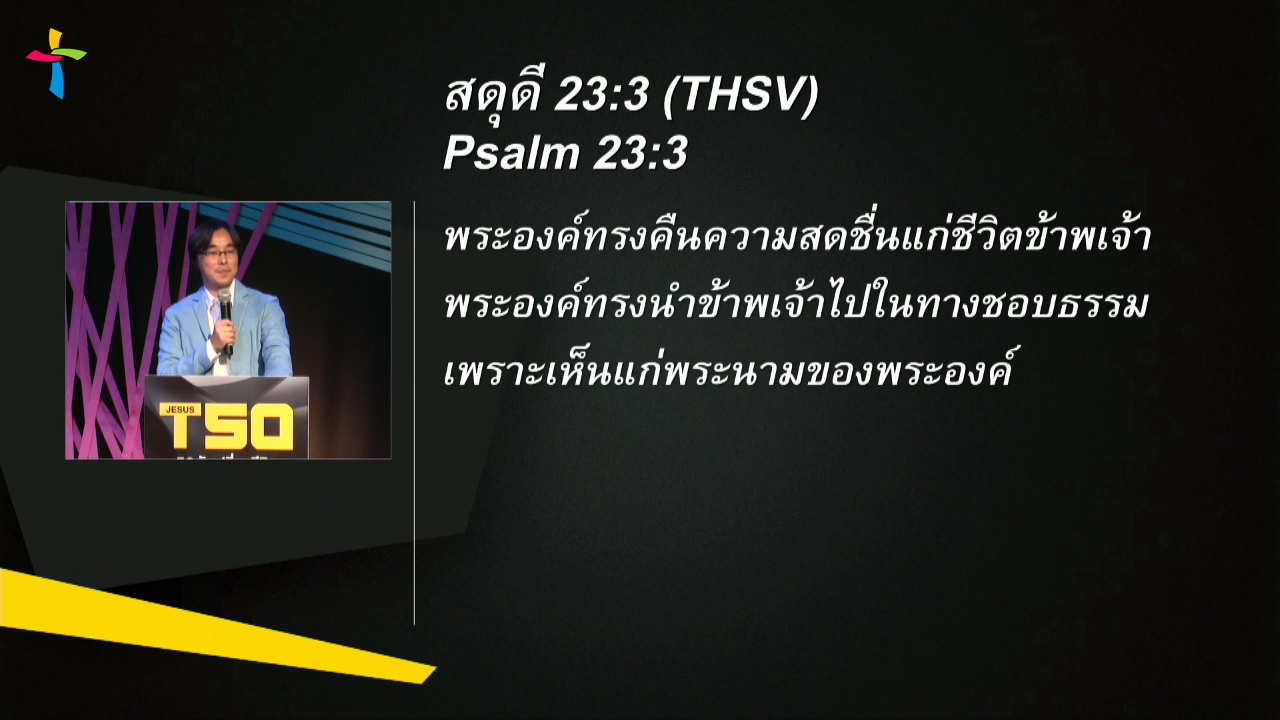 สดุดี 23:3 (THSV)
Psalm 23:3
พระองค์ทรงคืนความสดชื่นแก่ชีวิตข้าพเจ้า
พระองค์ทรงนำข้าพเจ้าไปในทางชอบธรรม
เพราะเห็นแก่พระนามของพระองค์
JESUS
T50